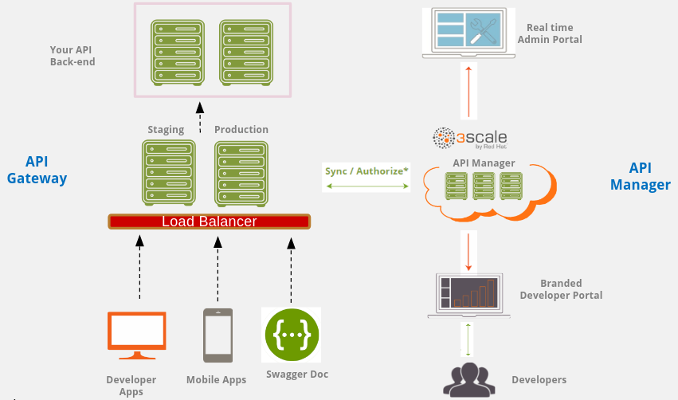 Your API
Back-end
Real time
Admin Portal
Staging
Production
3scale
by Red Hat
API
Gateway
Sync / Authorize*
API Manager
API
Manager
Load Balancer
Branded
Developer Portal
{...}
Developer
Apps
Mobile Apps
Swagger Doc
Developers